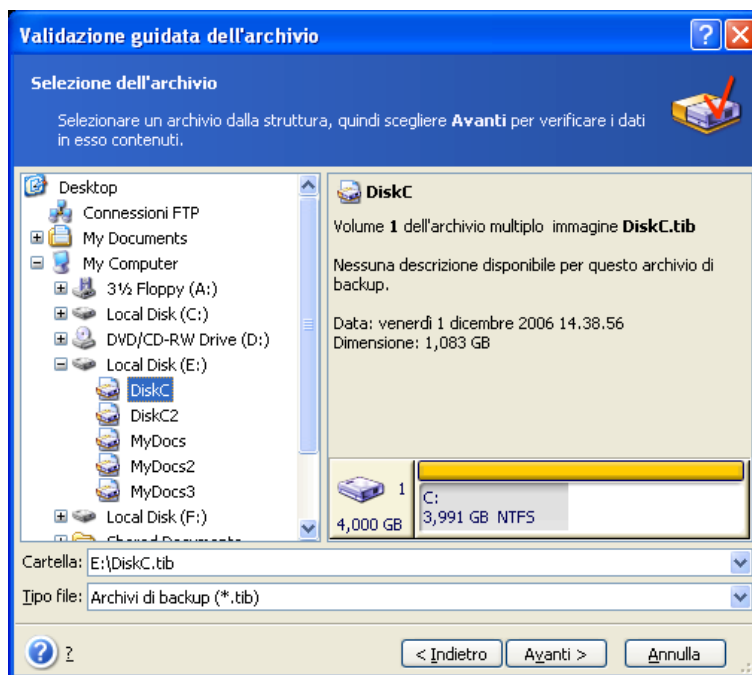 Validazione guidata dell'archivio
Selezione dell'archivio
Selezionare un archivio dalla struttura, quindi scegliere Avanti per verificare i dati
in esso contenuti.
Desktop
Connessioni FTP
My Documents
My Computer
3½ Floppy (A:)
Local Disk (C:)
DVD/CD-RW Drive (D:)
Local Disk (E:)
DiskC
DiskC2
MyDocs
MyDocs2
MyDocs3
Local Disk (F:)
Shared Documents
DiskC
Volume 1 dell'archivio multiplo immagine DiskC.tib
Nessuna descrizione disponibile per questo archivio di
backup.
Data: venerdì 1 dicembre 2006 14.38.56
Dimensione: 1,083 GB
1
4,000 GB
C:
3,991 GB NTFS
Cartella: E:\DiskC.tib
Tipo file: Archivi di backup (*.tib)
?
< Indietro
Avanti >
Annulla